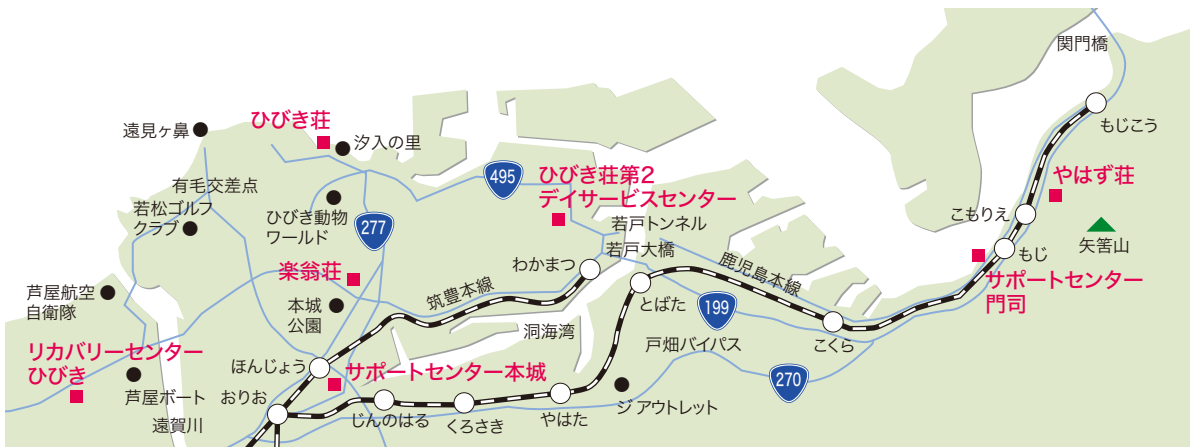 関門橋
もじこう
遠見ヶ鼻
ひびき荘
汐入の里
有毛交差点
若松ゴルフ
クラブ
ひびき動物
ワールド
277
495
ひびき荘第2
デイサービスセンター
若戸トンネル
若戸大橋
やはず荘
こもりえ
もじ
矢筈山
サポートセンター
門司
楽翁荘
本城
公園
わかまつ
筑豊本線
鹿児島本線
とばた
199
こくら
戸畑バイパス
270
洞海湾
芦屋航空
自衛隊
リカバリーセンター
ひびき
芦屋ボート
遠賀川
ほんじょう
おりお
サポートセンター本城
じんのはる
くろさき
やはた
ジ アウトレット